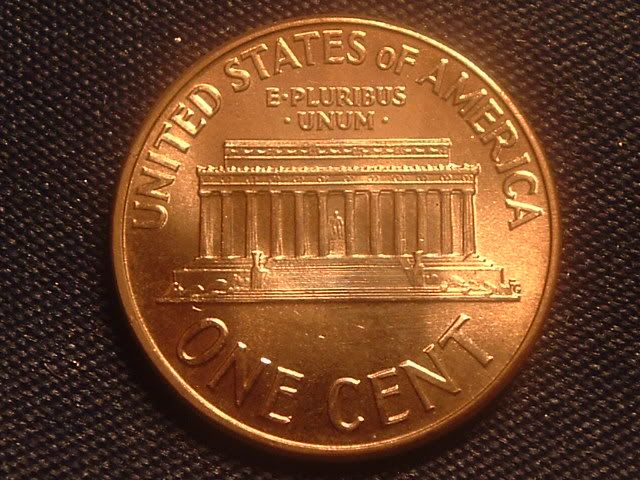 UNITED STATES OF AMERICA
E·PLURIBUS
·UNUM·
ONE CENT